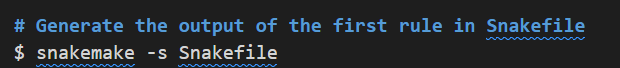 # Generate the output of the first rule in Snakefile
$ snakemake -s Snakefile